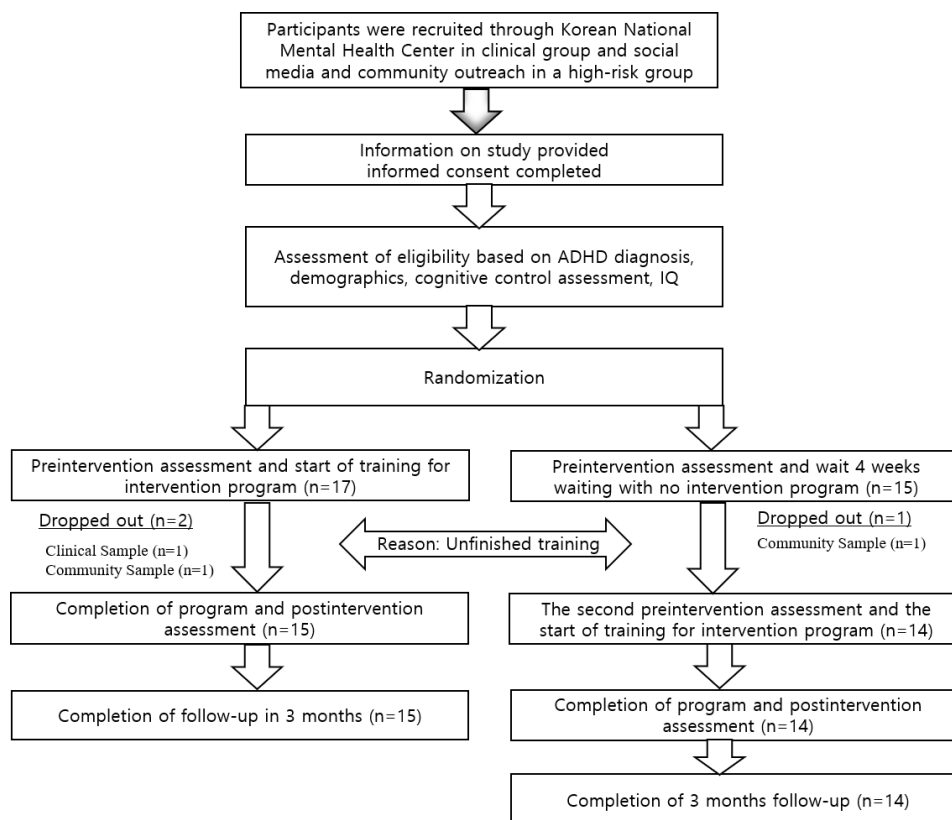 Participants were recruited through Korean National
Mental Health Center in clinical group and social
media and community outreach in a high-risk group
Information on study provided
informed consent completed
Assessment of eligibility based on ADHD diagnosis,
demographics, cognitive control assessment, IQ
Randomization
Preintervention assessment and start of training for
intervention program (n=17)
Preintervention assessment and wait 4 weeks
waiting with no intervention program (n=15)
Dropped out (n=2)
Clinical Sample (n=1)
Community Sample (n=1)
Reason: Unfinished training
Dropped out (n=1)
Community Sample (n=1)
Completion of program and postintervention
assessment (n=15)
The second preintervention assessment and the
start of training for intervention program (n=14)
Completion of follow-up in 3 months (n=15)
Completion of program and postintervention
assessment (n=14)
Completion of 3 months follow-up (n=14)